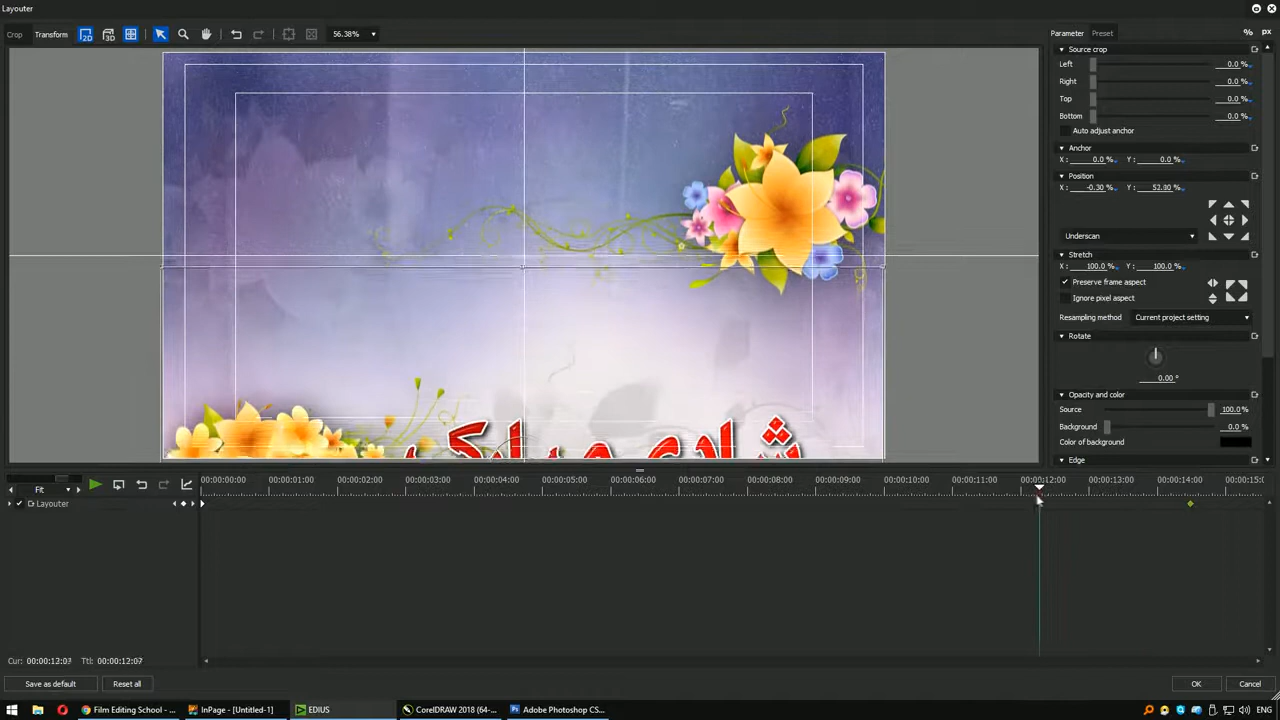 Layouter
Crop
Transform
56.38%
Parameter
Preset
%
px
Source crop
Left
0.0 %
Right
0.0 %
Top
0.0 %
Bottom
0.0 %
Auto adjust anchor
Anchor
X : 0.0 % Y : 0.0 %
Position
X : -0.30 % Y : 52.80 %
Underscan
Stretch
X : 100.0 % Y : 100.0 %
Preserve frame aspect
Ignore pixel aspect
Resampling method Current project setting
Rotate
0.00 °
Opacity and color
Source 100.0 %
Background 0.0 %
Color of background
Edge
شادی مبارک
Fit
00:00:00:00 00:00:01:00 00:00:02:00 00:00:03:00 00:00:04:00 00:00:05:00 00:00:06:00 00:00:07:00 00:00:08:00 00:00:09:00 00:00:10:00 00:00:11:00 00:00:12:00 00:00:13:00 00:00:14:00
Layouter
Cur: 00:00:12:03 Ttl: 00:00:12:07
Save as default
Reset all
OK
Cancel
Film Editing School - ...
InPage - [Untitled-1]
EDIUS
CorelDRAW 2018 (64-...
Adobe Photoshop CS...
ENG